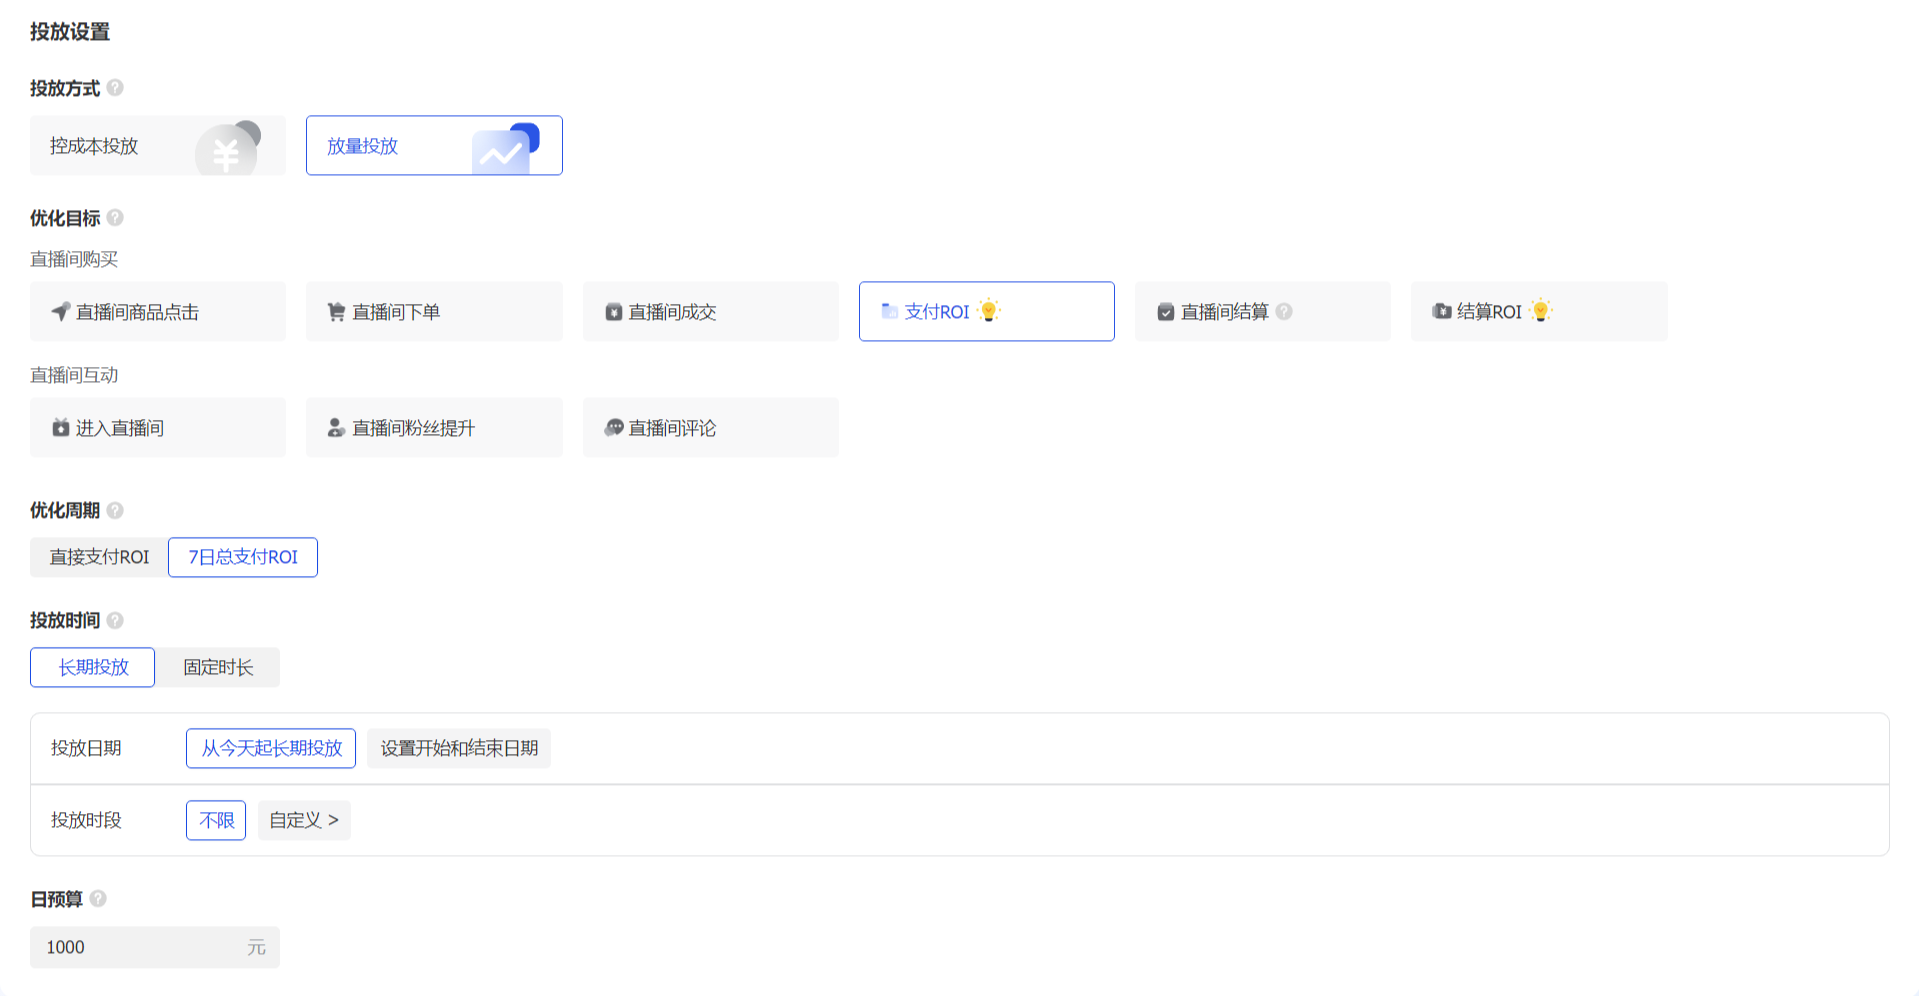 投放设置
投放方式
控成本投放 放量投放
优化目标
直播间购买
直播间商品点击 直播间下单 直播间成交 支付ROI 直播间结算 结算ROI
直播间互动
进入直播间 直播间粉丝提升 直播间评论
优化周期
直接支付ROI 7日总支付ROI
投放时间
长期投放 固定时长
投放日期 从今天起长期投放 设置开始和结束日期
投放时段 不限 自定义 >
日预算
1000 元